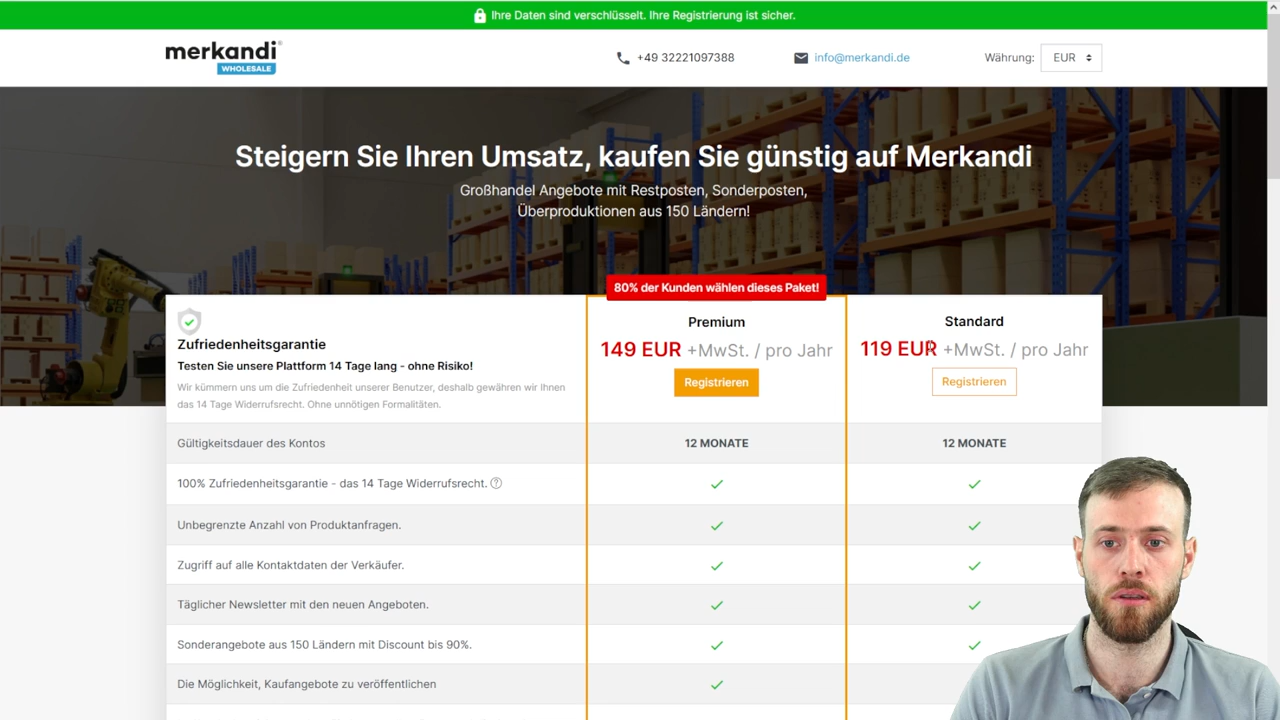 Ihre Daten sind verschlüsselt. Ihre Registrierung ist sicher.
merkandi®
WHOLESALE
+49 32221097388
info@merkandi.de
Währung: EUR
Steigern Sie Ihren Umsatz, kaufen Sie günstig auf Merkandi
Großhandel Angebote mit Restposten, Sonderposten,
Überproduktionen aus 150 Ländern!
80% der Kunden wählen dieses Paket!
Zufriedenheitsgarantie
Testen Sie unsere Plattform 14 Tage lang - ohne Risiko!
Wir kümmern uns um die Zufriedenheit unserer Benutzer, deshalb gewähren wir Ihnen
das 14 Tage Widerrufsrecht. Ohne unnötigen Formalitäten.
Premium
149 EUR +MwSt. / pro Jahr
Registrieren
Standard
119 EUR +MwSt. / pro Jahr
Registrieren
Gültigkeitsdauer des Kontos 12 MONATE 12 MONATE
100% Zufriedenheitsgarantie - das 14 Tage Widerrufsrecht. ?
Unbegrenzte Anzahl von Produktanfragen.
Zugriff auf alle Kontaktdaten der Verkäufer.
Täglicher Newsletter mit den neuen Angeboten.
Sonderangebote aus 150 Ländern mit Discount bis 90%.
Die Möglichkeit, Kaufangebote zu veröffentlichen